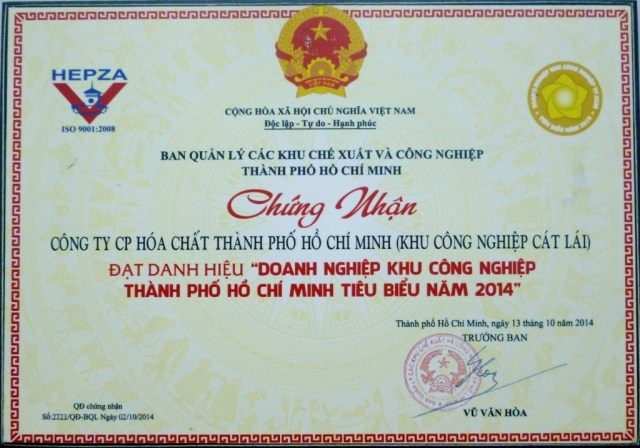 VIỆT NAM
HEPZA
ISO 9001:2008
CỘNG HÒA XÃ HỘI CHỦ NGHĨA VIỆT NAM
Độc lập - Tự do - Hạnh phúc
BAN QUẢN LÝ CÁC KHU CHẾ XUẤT VÀ CÔNG NGHIỆP
THÀNH PHỐ HỒ CHÍ MINH
Chứng Nhận
CÔNG TY CP HÓA CHẤT THÀNH PHỐ HỒ CHÍ MINH (KHU CÔNG NGHIỆP CÁT LÁI)
ĐẠT DANH HIỆU “DOANH NGHIỆP KHU CÔNG NGHIỆP
THÀNH PHỐ HỒ CHÍ MINH TIÊU BIỂU NĂM 2014”
Thành phố Hồ Chí Minh, ngày 13 tháng 10 năm 2014
TRƯỞNG BAN
VŨ VĂN HÒA
QĐ chứng nhận
Số:2723/QĐ-BQL Ngày 02/10/2014